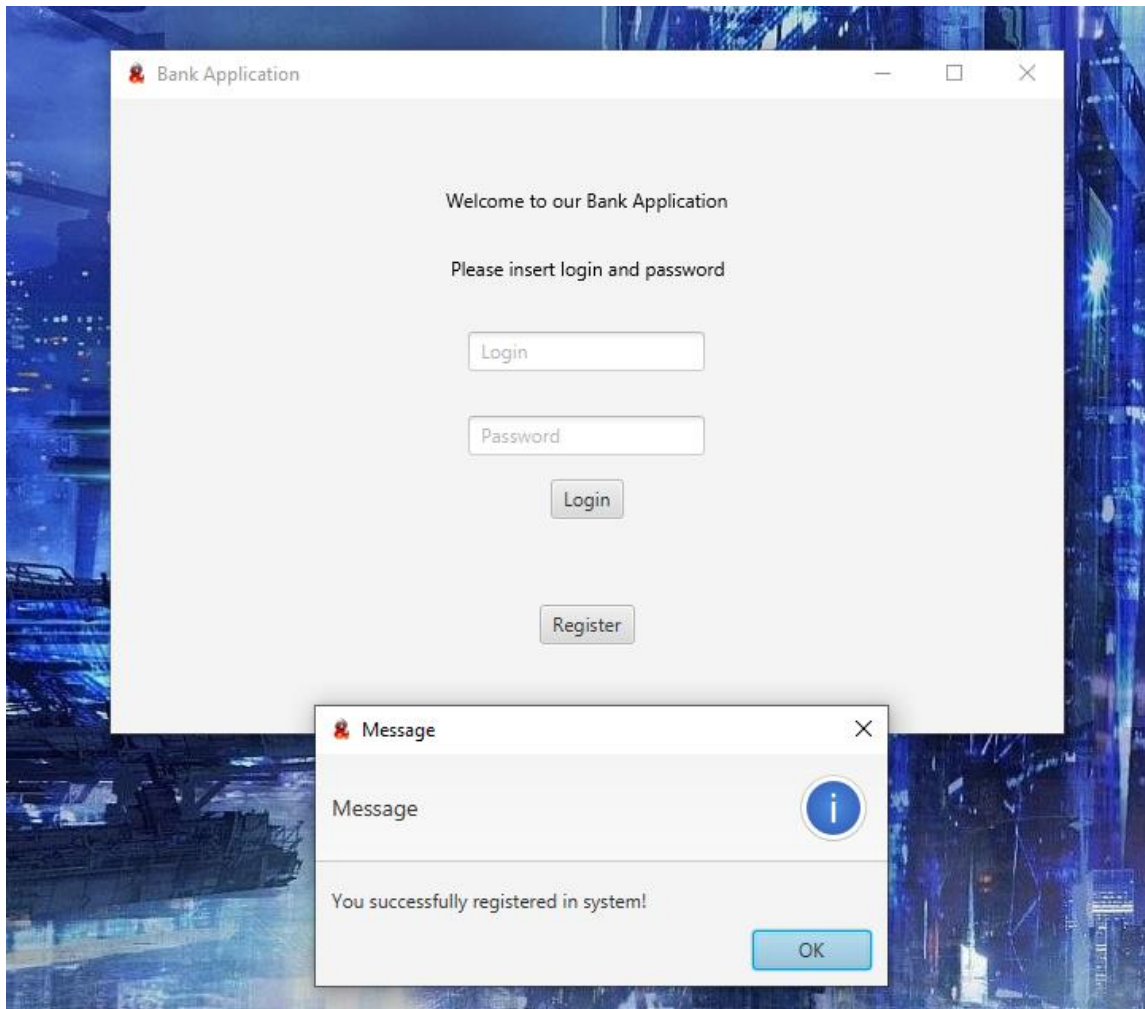 Bank Application
Welcome to our Bank Application
Please insert login and password
Login
Password
Login
Register
Message
Message
You successfully registered in system!
OK